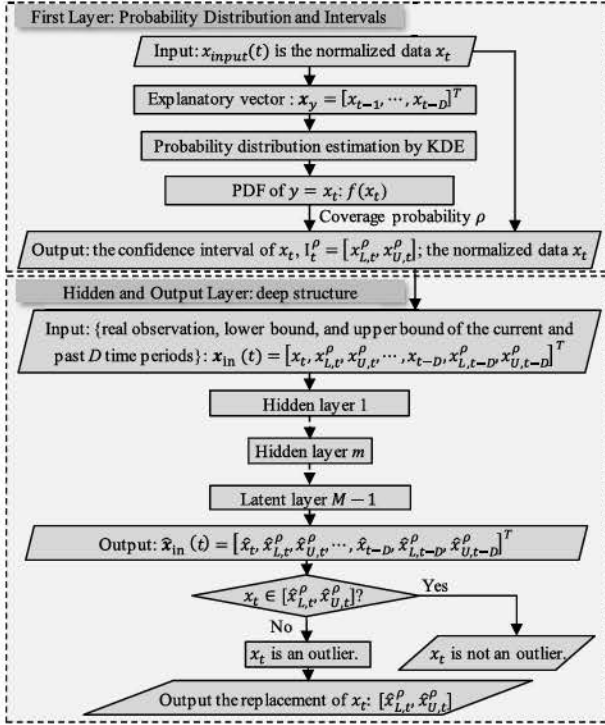 First Layer: Probability Distribution and Intervals
Input: x_{input}(t) is the normalized data x_t
Explanatory vector : x_y = [x_{t-1}, ⋯, x_{t-D}]^T
Probability distribution estimation by KDE
PDF of y = x_t: f(x_t)
Coverage probability ρ
Output: the confidence interval of x_t, I_t^ρ = [x_{L,t}^ρ, x_{U,t}^ρ]; the normalized data x_t
Hidden and Output Layer: deep structure
Input: {real observation, lower bound, and upper bound of the current and
past D time periods}: x_{in} (t) = [x_t, x_{L,t}^ρ, x_{U,t}^ρ, ⋯, x_{t-D}, x_{L,t-D}^ρ, x_{U,t-D}^ρ]^T
Hidden layer 1
Hidden layer m
Latent layer M − 1
Output: x̂_{in} (t) = [x̂_t, x̂_{L,t}^ρ, x̂_{U,t}^ρ, ⋯, x̂_{t-D}, x̂_{L,t-D}^ρ, x̂_{U,t-D}^ρ]^T
x_t ∈ [x̂_{L,t}^ρ, x̂_{U,t}^ρ]?
Yes
No
x_t is an outlier.
x_t is not an outlier.
Output the replacement of x_t: [x̂_{L,t}^ρ, x̂_{U,t}^ρ]